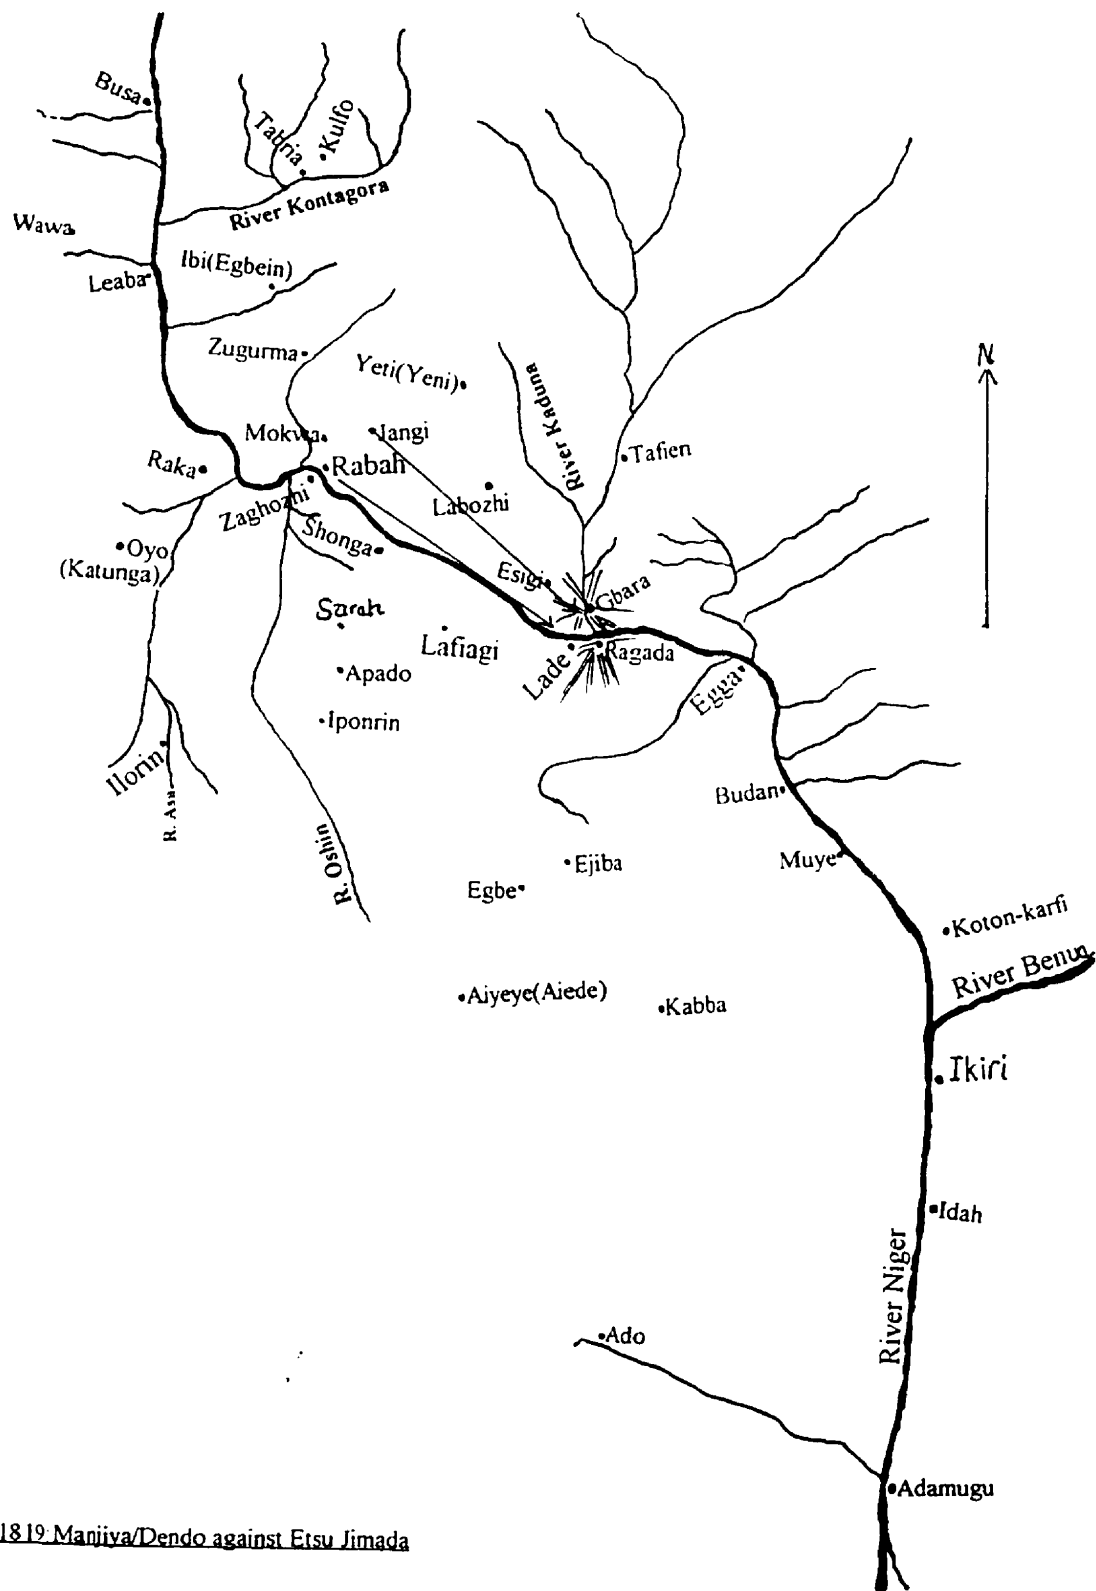 Busa
Tabria
Kulfo
River Kontagora
Wawa
Ibi(Egbein)
Leaba
Zugurma
Yeti(Yeni)
River Kaduna
N
Mokwa
Jangi
Tafien
Raka
Rabah
Labozhi
Zaghozhi
Shonga
Oyo
(Katunga)
Esigi
Gbara
Surah
Lafiagi
Lade
Ragada
Apado
Egga
Iponrin
Ilorin
R. Asa
Budan
R. Oshin
Muye
Ejiba
Egbe
Koton-karfi
River Benue
Aiyeye(Aiede)
Kabba
Ikiri
Idah
River Niger
Ado
Adamugu
1819: Manjiya/Dendo against Etsu Jimada